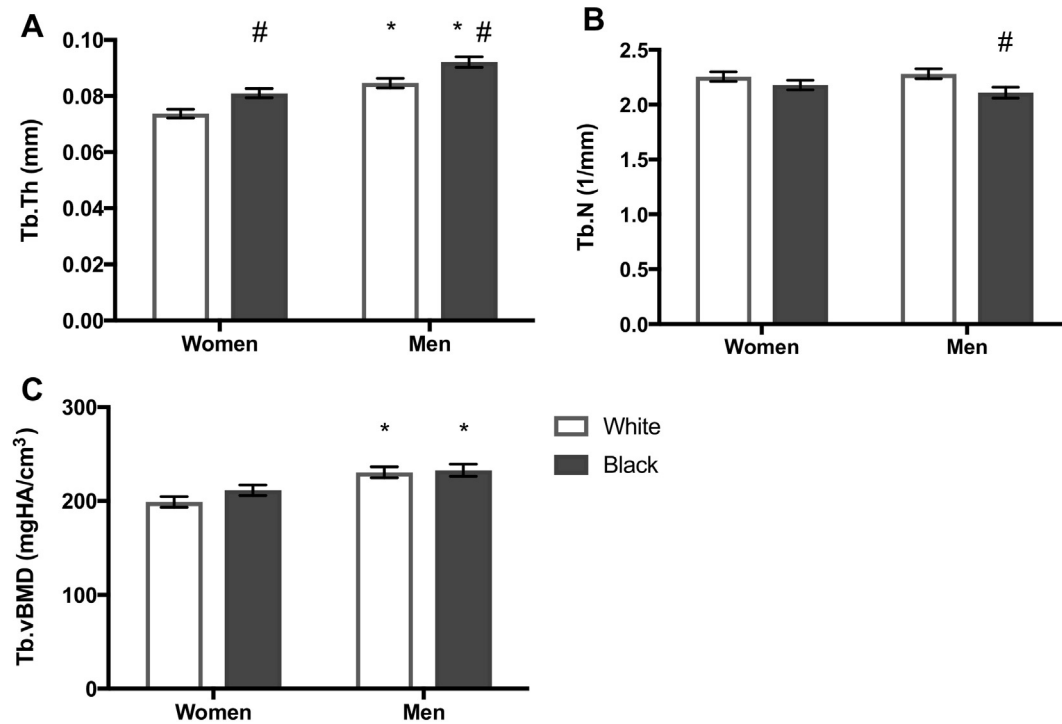 A
# * * #
0.10
0.08
0.06
0.04
0.02
0.00
Tb.Th (mm)
Women Men
B
#
2.5
2.0
1.5
1.0
0.5
0.0
Tb.N (1/mm)
Women Men
C
* *
300
200
100
0
Tb.vBMD (mgHA/cm³)
Women Men
White
Black